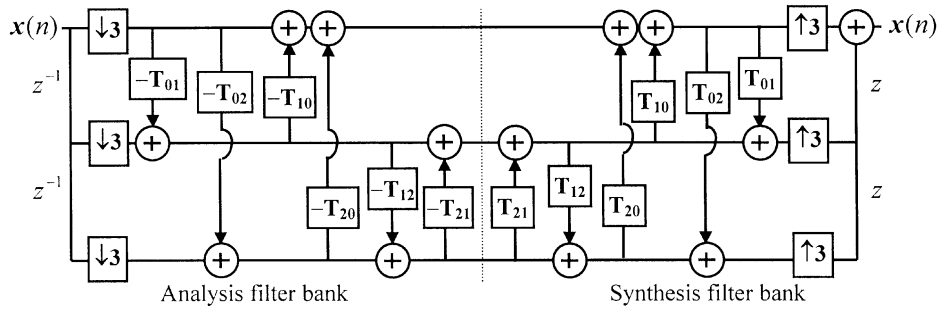 x(n) ↓3 ↑3 x(n)
z⁻¹ –T₀₁ –T₀₂ –T₁₀ T₁₀ T₀₂ T₀₁ z
↓3 ↑3
z⁻¹ –T₂₀ –T₁₂ –T₂₁ T₂₁ T₁₂ T₂₀ z
↓3 ↑3
Analysis filter bank Synthesis filter bank